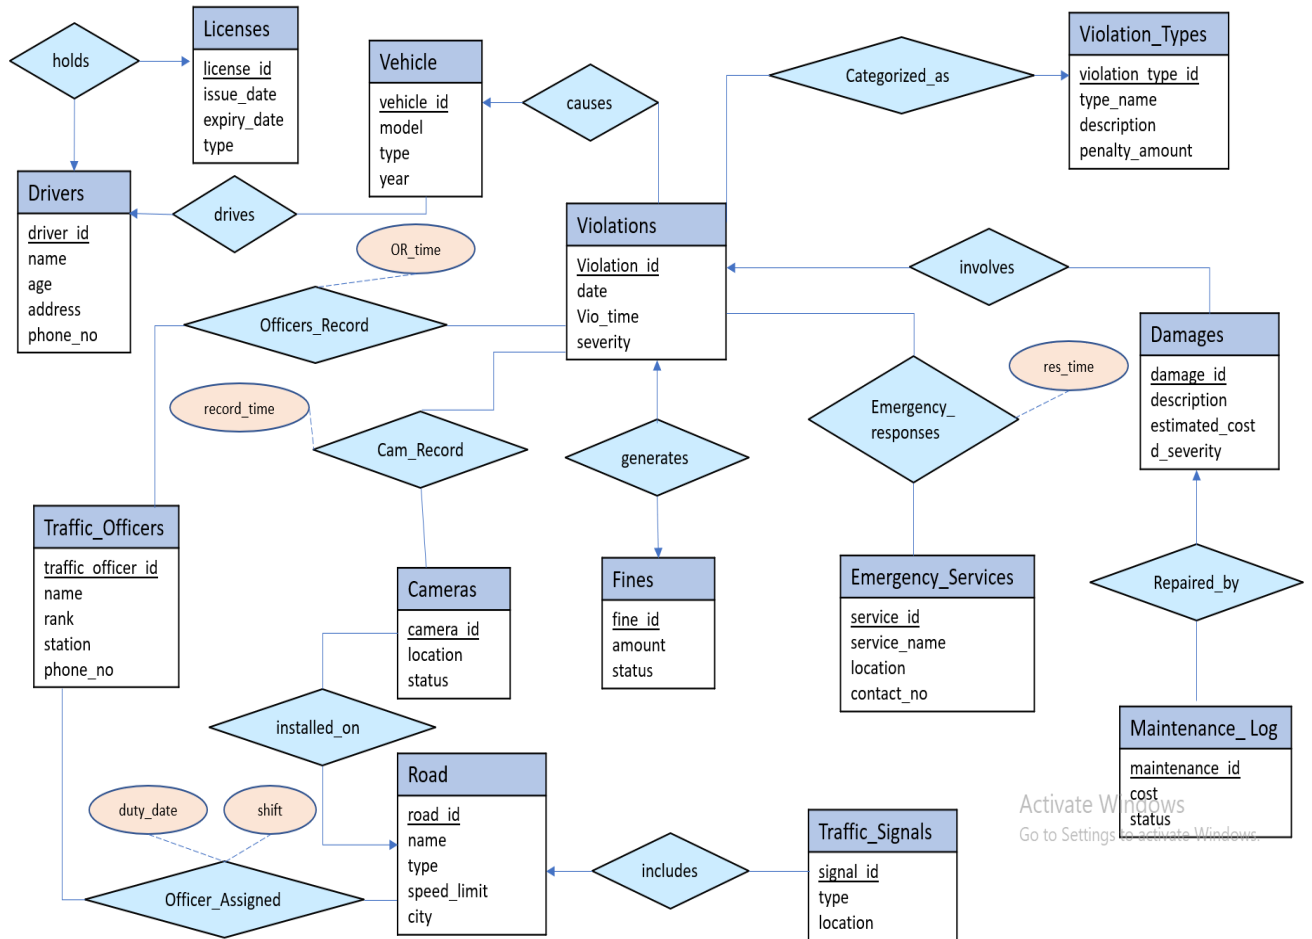 Licenses
license_id
issue_date
expiry_date
type
holds
Vehicle
vehicle_id
model
type
year
causes
Categorized_as
Violation_Types
violation_type_id
type_name
description
penalty_amount
Drivers
driver_id
name
age
address
phone_no
drives
OR_time
Officers_Record
Violations
Violation_id
date
Vio_time
severity
involves
Damages
damage_id
description
estimated_cost
d_severity
res_time
Emergency_
responses
record_time
Cam_Record
generates
Traffic_Officers
traffic_officer_id
name
rank
station
phone_no
Cameras
camera_id
location
status
Fines
fine_id
amount
status
Emergency_Services
service_id
service_name
location
contact_no
Repaired_by
installed_on
Maintenance_ Log
maintenance_id
cost
status
Road
road_id
name
type
speed_limit
city
duty_date
shift
Officer_Assigned
includes
Traffic_Signals
signal_id
type
location
Activate Windows
Go to Settings to activate Windows.